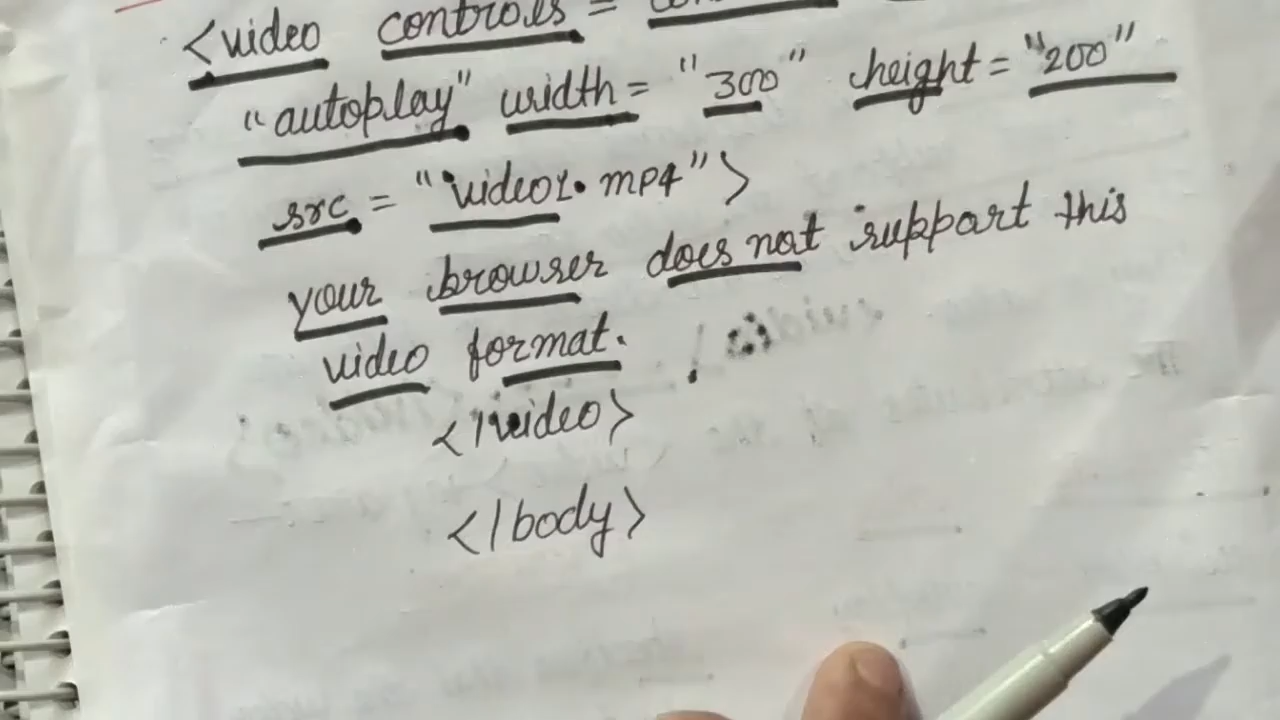 <video controls =
"autoplay" width = "300" height = "200"
src = "video1.mp4">
your browser does not support this
video format.
</video>
</body>